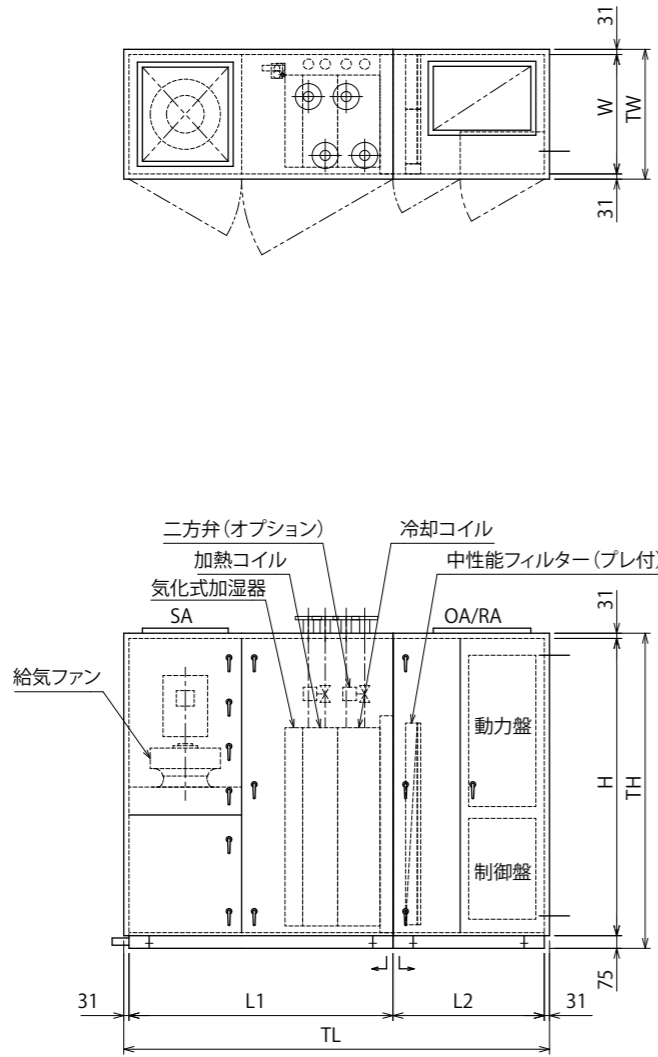 31
W
TW
31
二方弁（オプション）
冷却コイル
加熱コイル
中性能フィルター（プレ付）
気化式加湿器
SA
OA/RA
31
給気ファン
動力盤
H
TH
制御盤
75
31
L1
L2
31
TL